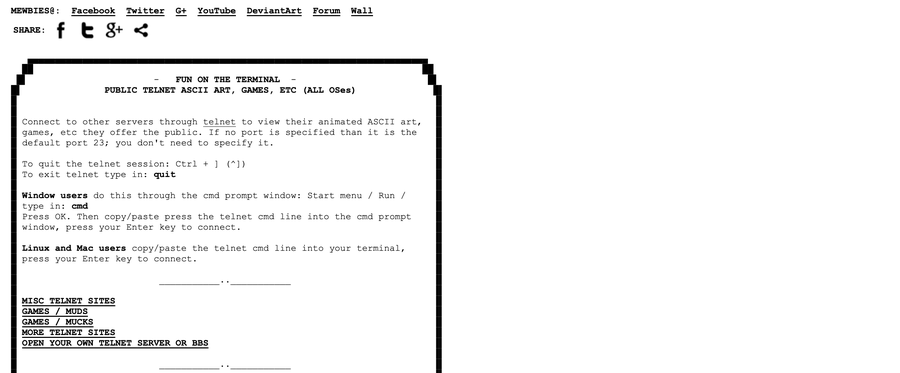 MEWBIES@: Facebook Twitter G+ YouTube DeviantArt Forum Wall
SHARE: f t g+
- FUN ON THE TERMINAL -
PUBLIC TELNET ASCII ART, GAMES, ETC (ALL OSes)
Connect to other servers through telnet to view their animated ASCII art,
games, etc they offer the public. If no port is specified than it is the
default port 23; you don't need to specify it.
To quit the telnet session: Ctrl + ] (^])
To exit telnet type in: quit
Window users do this through the cmd prompt window: Start menu / Run /
type in: cmd
Press OK. Then copy/paste press the telnet cmd line into the cmd prompt
window, press your Enter key to connect.
Linux and Mac users copy/paste the telnet cmd line into your terminal,
press your Enter key to connect.
____________..____________
MISC TELNET SITES
GAMES / MUDS
GAMES / MUCKS
MORE TELNET SITES
OPEN YOUR OWN TELNET SERVER OR BBS
____________..____________